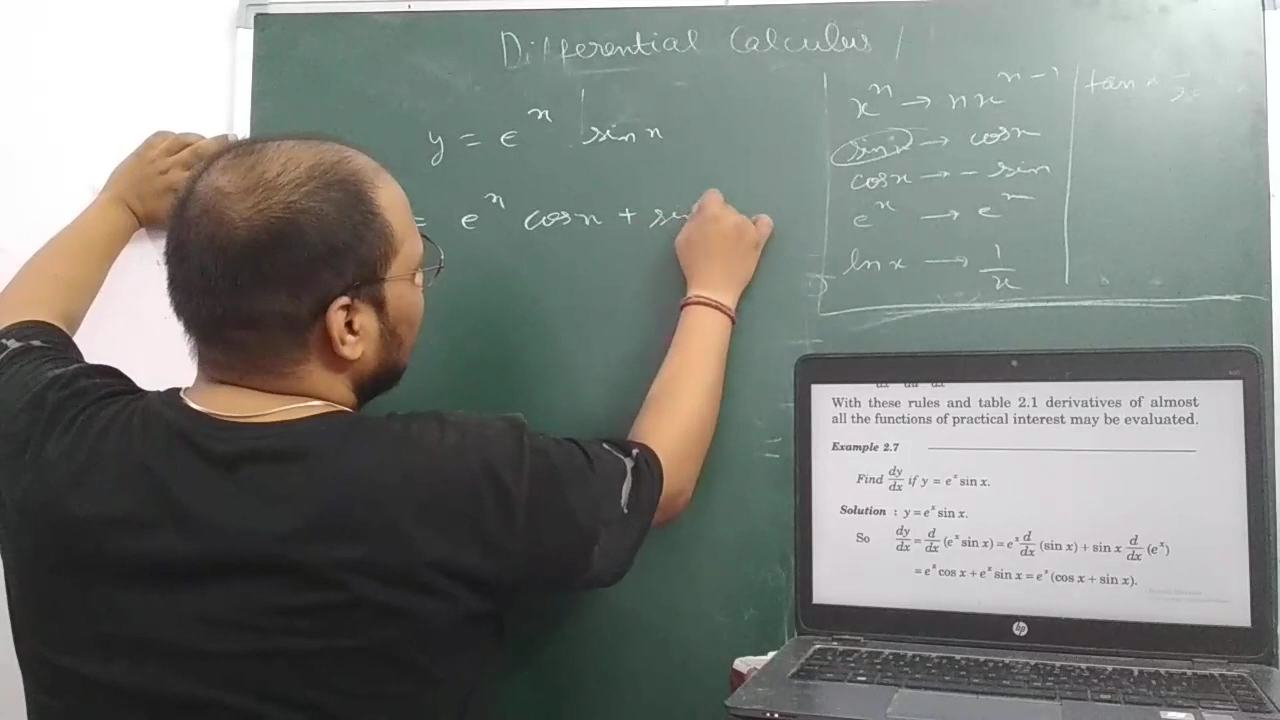 Differential Calculus
y = e^x sin x
= e^x cos x + sin
x^n → nx^{n-1}
sin x → cos x
cos x → - sin
e^x → e^x
ln x → 1/x
tan x
With these rules and table 2.1 derivatives of almost
all the functions of practical interest may be evaluated.
Example 2.7
Find dy/dx if y = e^x sin x.
Solution : y = e^x sin x.
So dy/dx = d/dx (e^x sin x) = e^x d/dx (sin x) + sin x d/dx (e^x)
= e^x cos x + e^x sin x = e^x (cos x + sin x).
hp